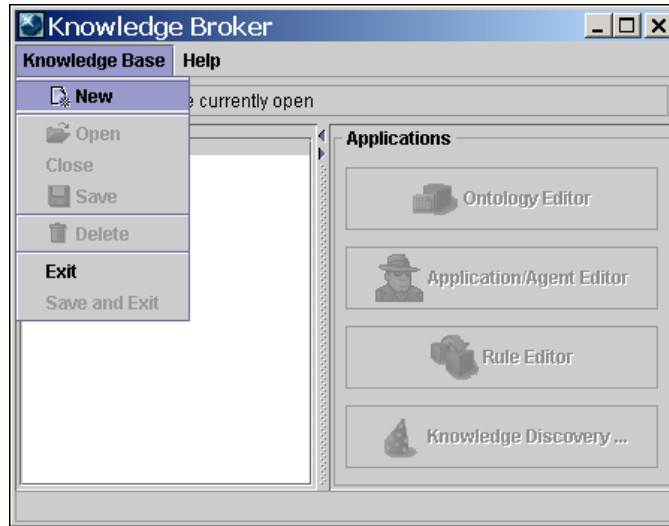 Knowledge Broker
Knowledge Base Help
New
currently open
Open
Close
Save
Delete
Exit
Save and Exit
Applications
Ontology Editor
Application/Agent Editor
Rule Editor
Knowledge Discovery ...